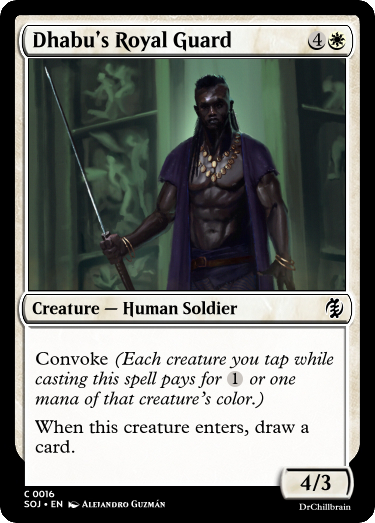 Dhabu's Royal Guard 4
Creature — Human Soldier
Convoke (Each creature you tap while
casting this spell pays for 1 or one
mana of that creature's color.)
When this creature enters, draw a
card.
4/3
C 0016
SOJ • EN Alejandro Guzmán
DrChillbrain